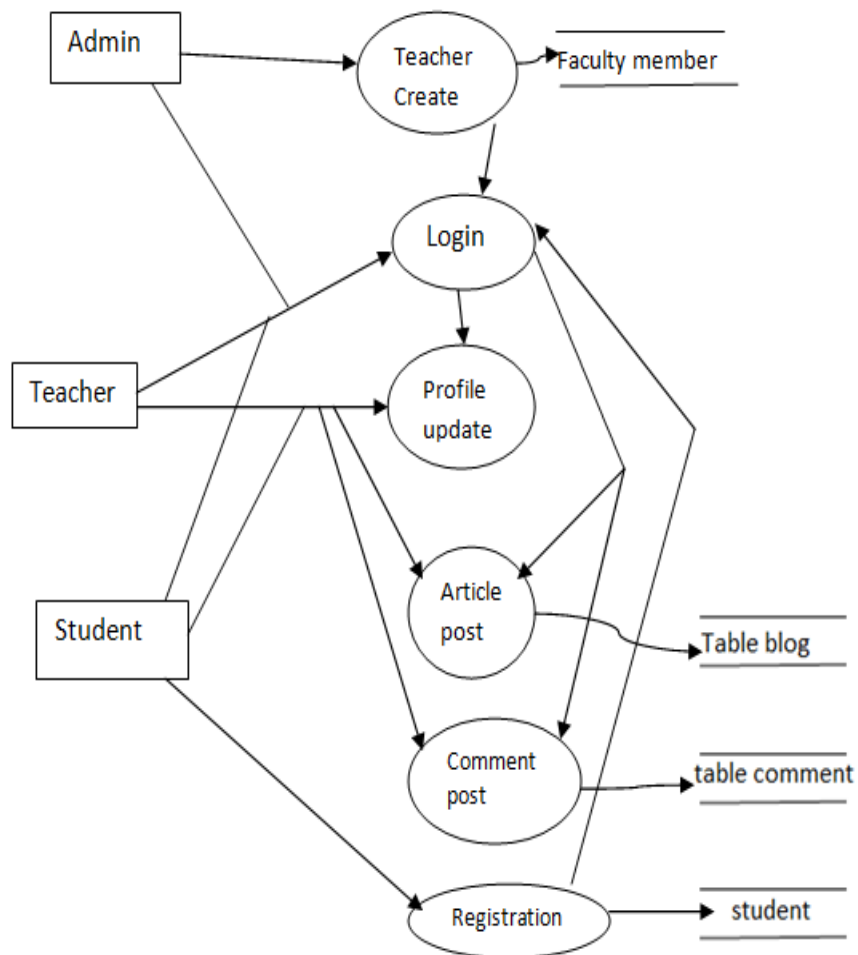 Admin
Teacher
Create
Faculty member
Login
Teacher
Profile
update
Student
Article
post
Table blog
Comment
post
table comment
Registration
student